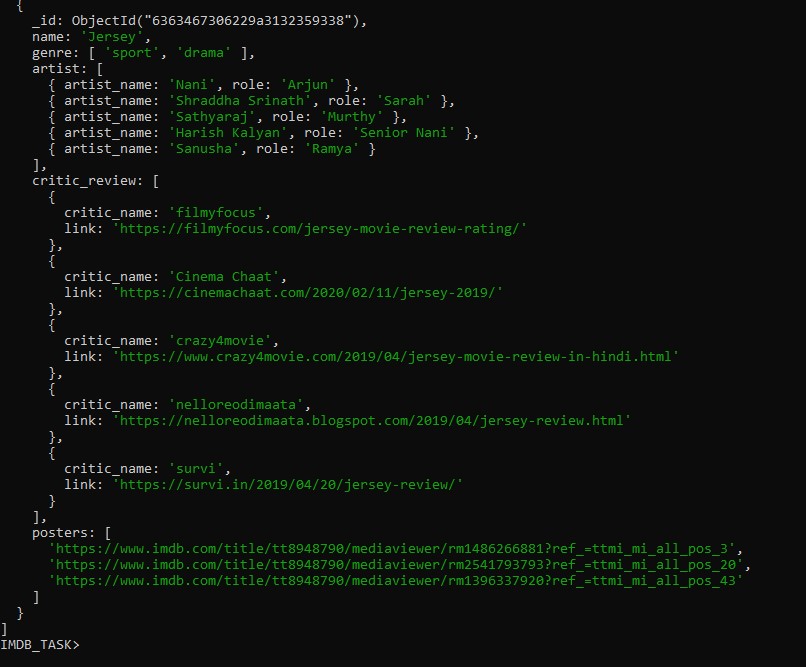 {
_id: ObjectId("6363467306229a3132359338"),
name: 'Jersey',
genre: [ 'sport', 'drama' ],
artist: [
{ artist_name: 'Nani', role: 'Arjun' },
{ artist_name: 'Shraddha Srinath', role: 'Sarah' },
{ artist_name: 'Sathyaraj', role: 'Murthy' },
{ artist_name: 'Harish Kalyan', role: 'Senior Nani' },
{ artist_name: 'Sanusha', role: 'Ramya' }
],
critic_review: [
{
critic_name: 'filmyfocus',
link: 'https://filmyfocus.com/jersey-movie-review-rating/'
},
{
critic_name: 'Cinema Chaat',
link: 'https://cinemachaat.com/2020/02/11/jersey-2019/'
},
{
critic_name: 'crazy4movie',
link: 'https://www.crazy4movie.com/2019/04/jersey-movie-review-in-hindi.html'
},
{
critic_name: 'nelloreodimaata',
link: 'https://nelloreodimaata.blogspot.com/2019/04/jersey-review.html'
},
{
critic_name: 'survi',
link: 'https://survi.in/2019/04/20/jersey-review/'
}
],
posters: [
'https://www.imdb.com/title/tt8948790/mediaviewer/rm1486266881?ref_=ttmi_mi_all_pos_3',
'https://www.imdb.com/title/tt8948790/mediaviewer/rm2541793793?ref_=ttmi_mi_all_pos_20',
'https://www.imdb.com/title/tt8948790/mediaviewer/rm1396337920?ref_=ttmi_mi_all_pos_43'
]
}
]
IMDB_TASK>